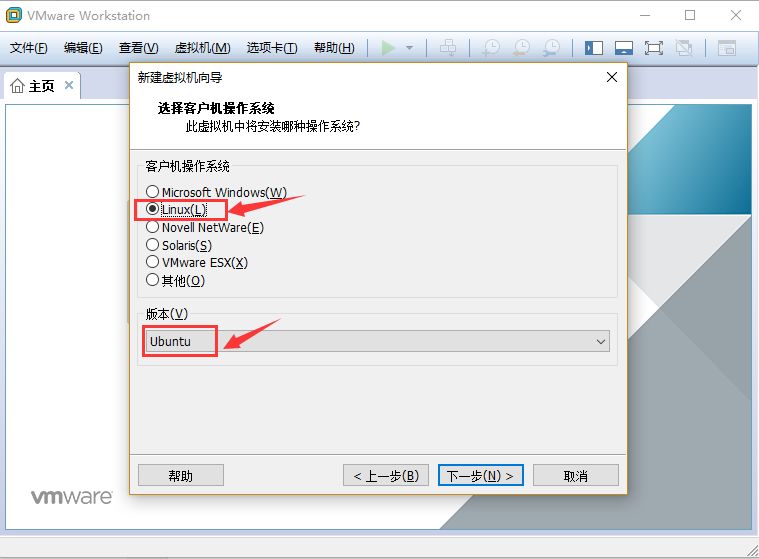 VMware Workstation
文件(F) 编辑(E) 查看(V) 虚拟机(M) 选项卡(T) 帮助(H)
主页
新建虚拟机向导
选择客户机操作系统
此虚拟机中将安装哪种操作系统?
客户机操作系统
Microsoft Windows(W)
Linux(L)
Novell NetWare(E)
Solaris(S)
VMware ESX(X)
其他(O)
版本(V)
Ubuntu
帮助 < 上一步(B) 下一步(N) > 取消
vmware